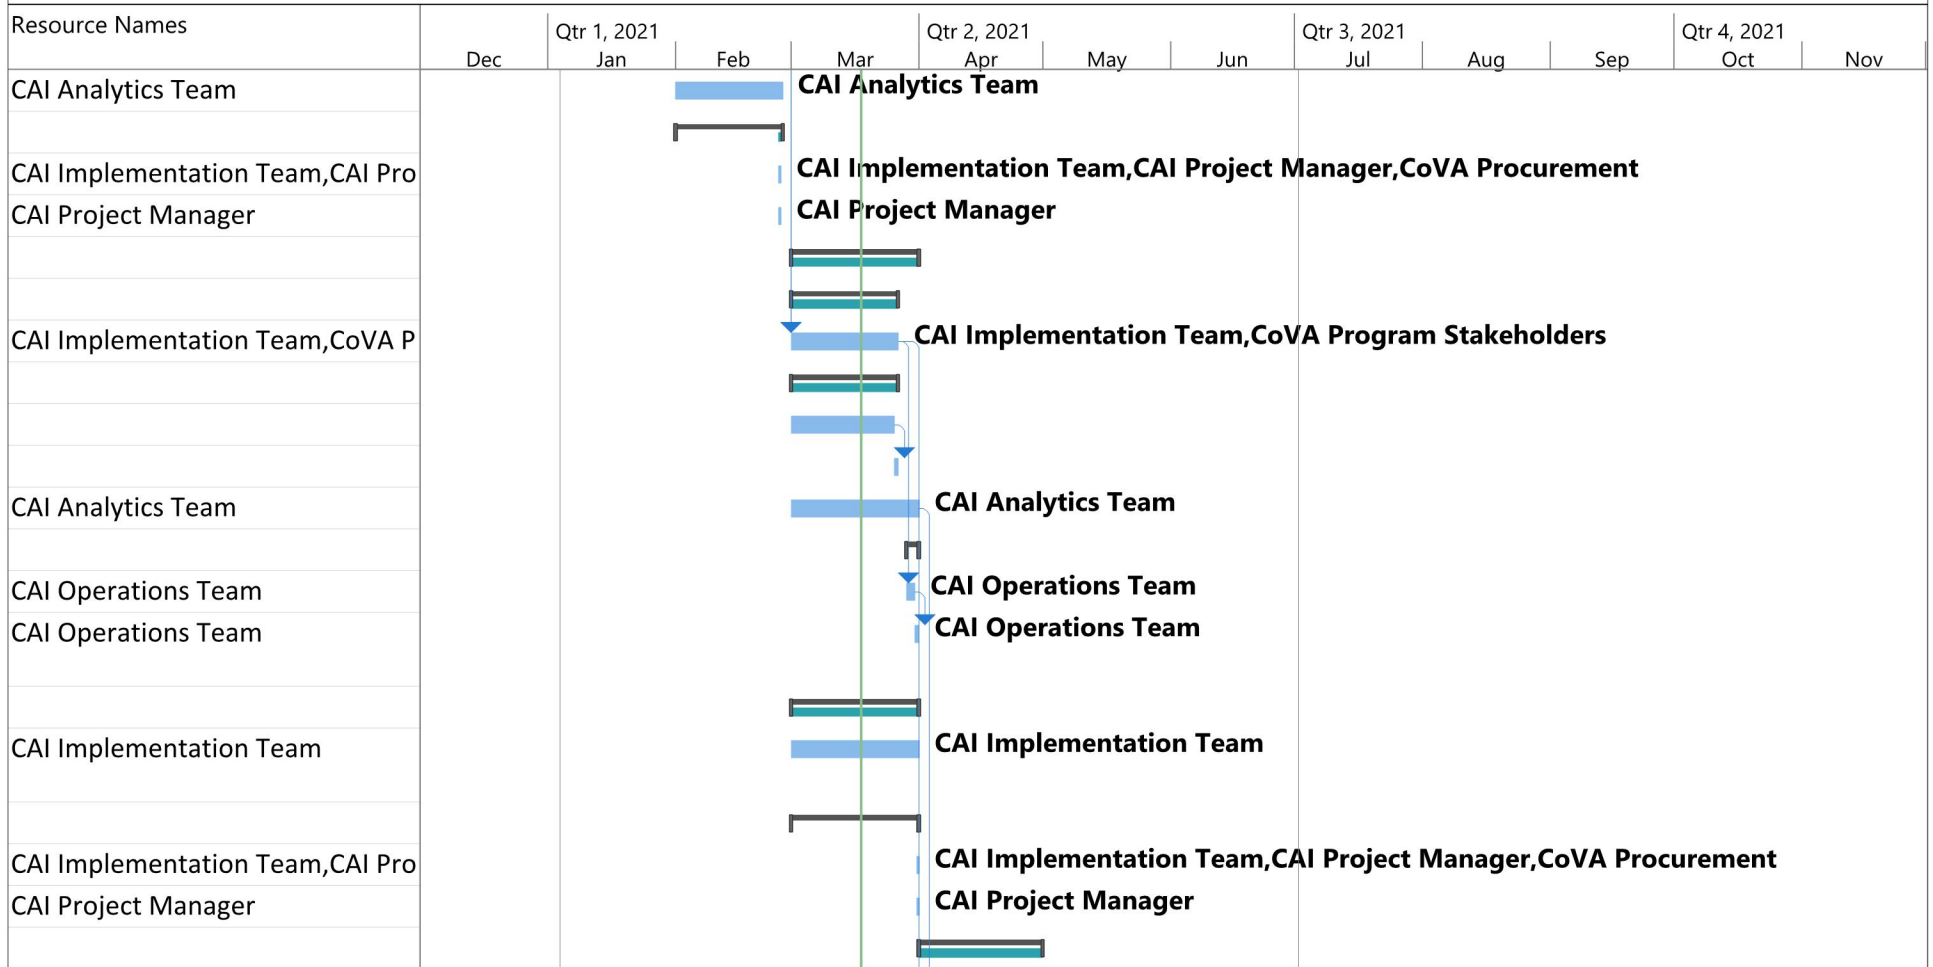 Resource Names
Qtr 1, 2021 Qtr 2, 2021 Qtr 3, 2021 Qtr 4, 2021
Dec Jan Feb Mar Apr May Jun Jul Aug Sep Oct Nov
CAI Analytics Team CAI Analytics Team
CAI Implementation Team,CAI Pro CAI Implementation Team,CAI Project Manager,CoVA Procurement
CAI Project Manager CAI Project Manager
CAI Implementation Team,CoVA P CAI Implementation Team,CoVA Program Stakeholders
CAI Analytics Team CAI Analytics Team
CAI Operations Team CAI Operations Team
CAI Operations Team CAI Operations Team
CAI Implementation Team CAI Implementation Team
CAI Implementation Team,CAI Pro CAI Implementation Team,CAI Project Manager,CoVA Procurement
CAI Project Manager CAI Project Manager